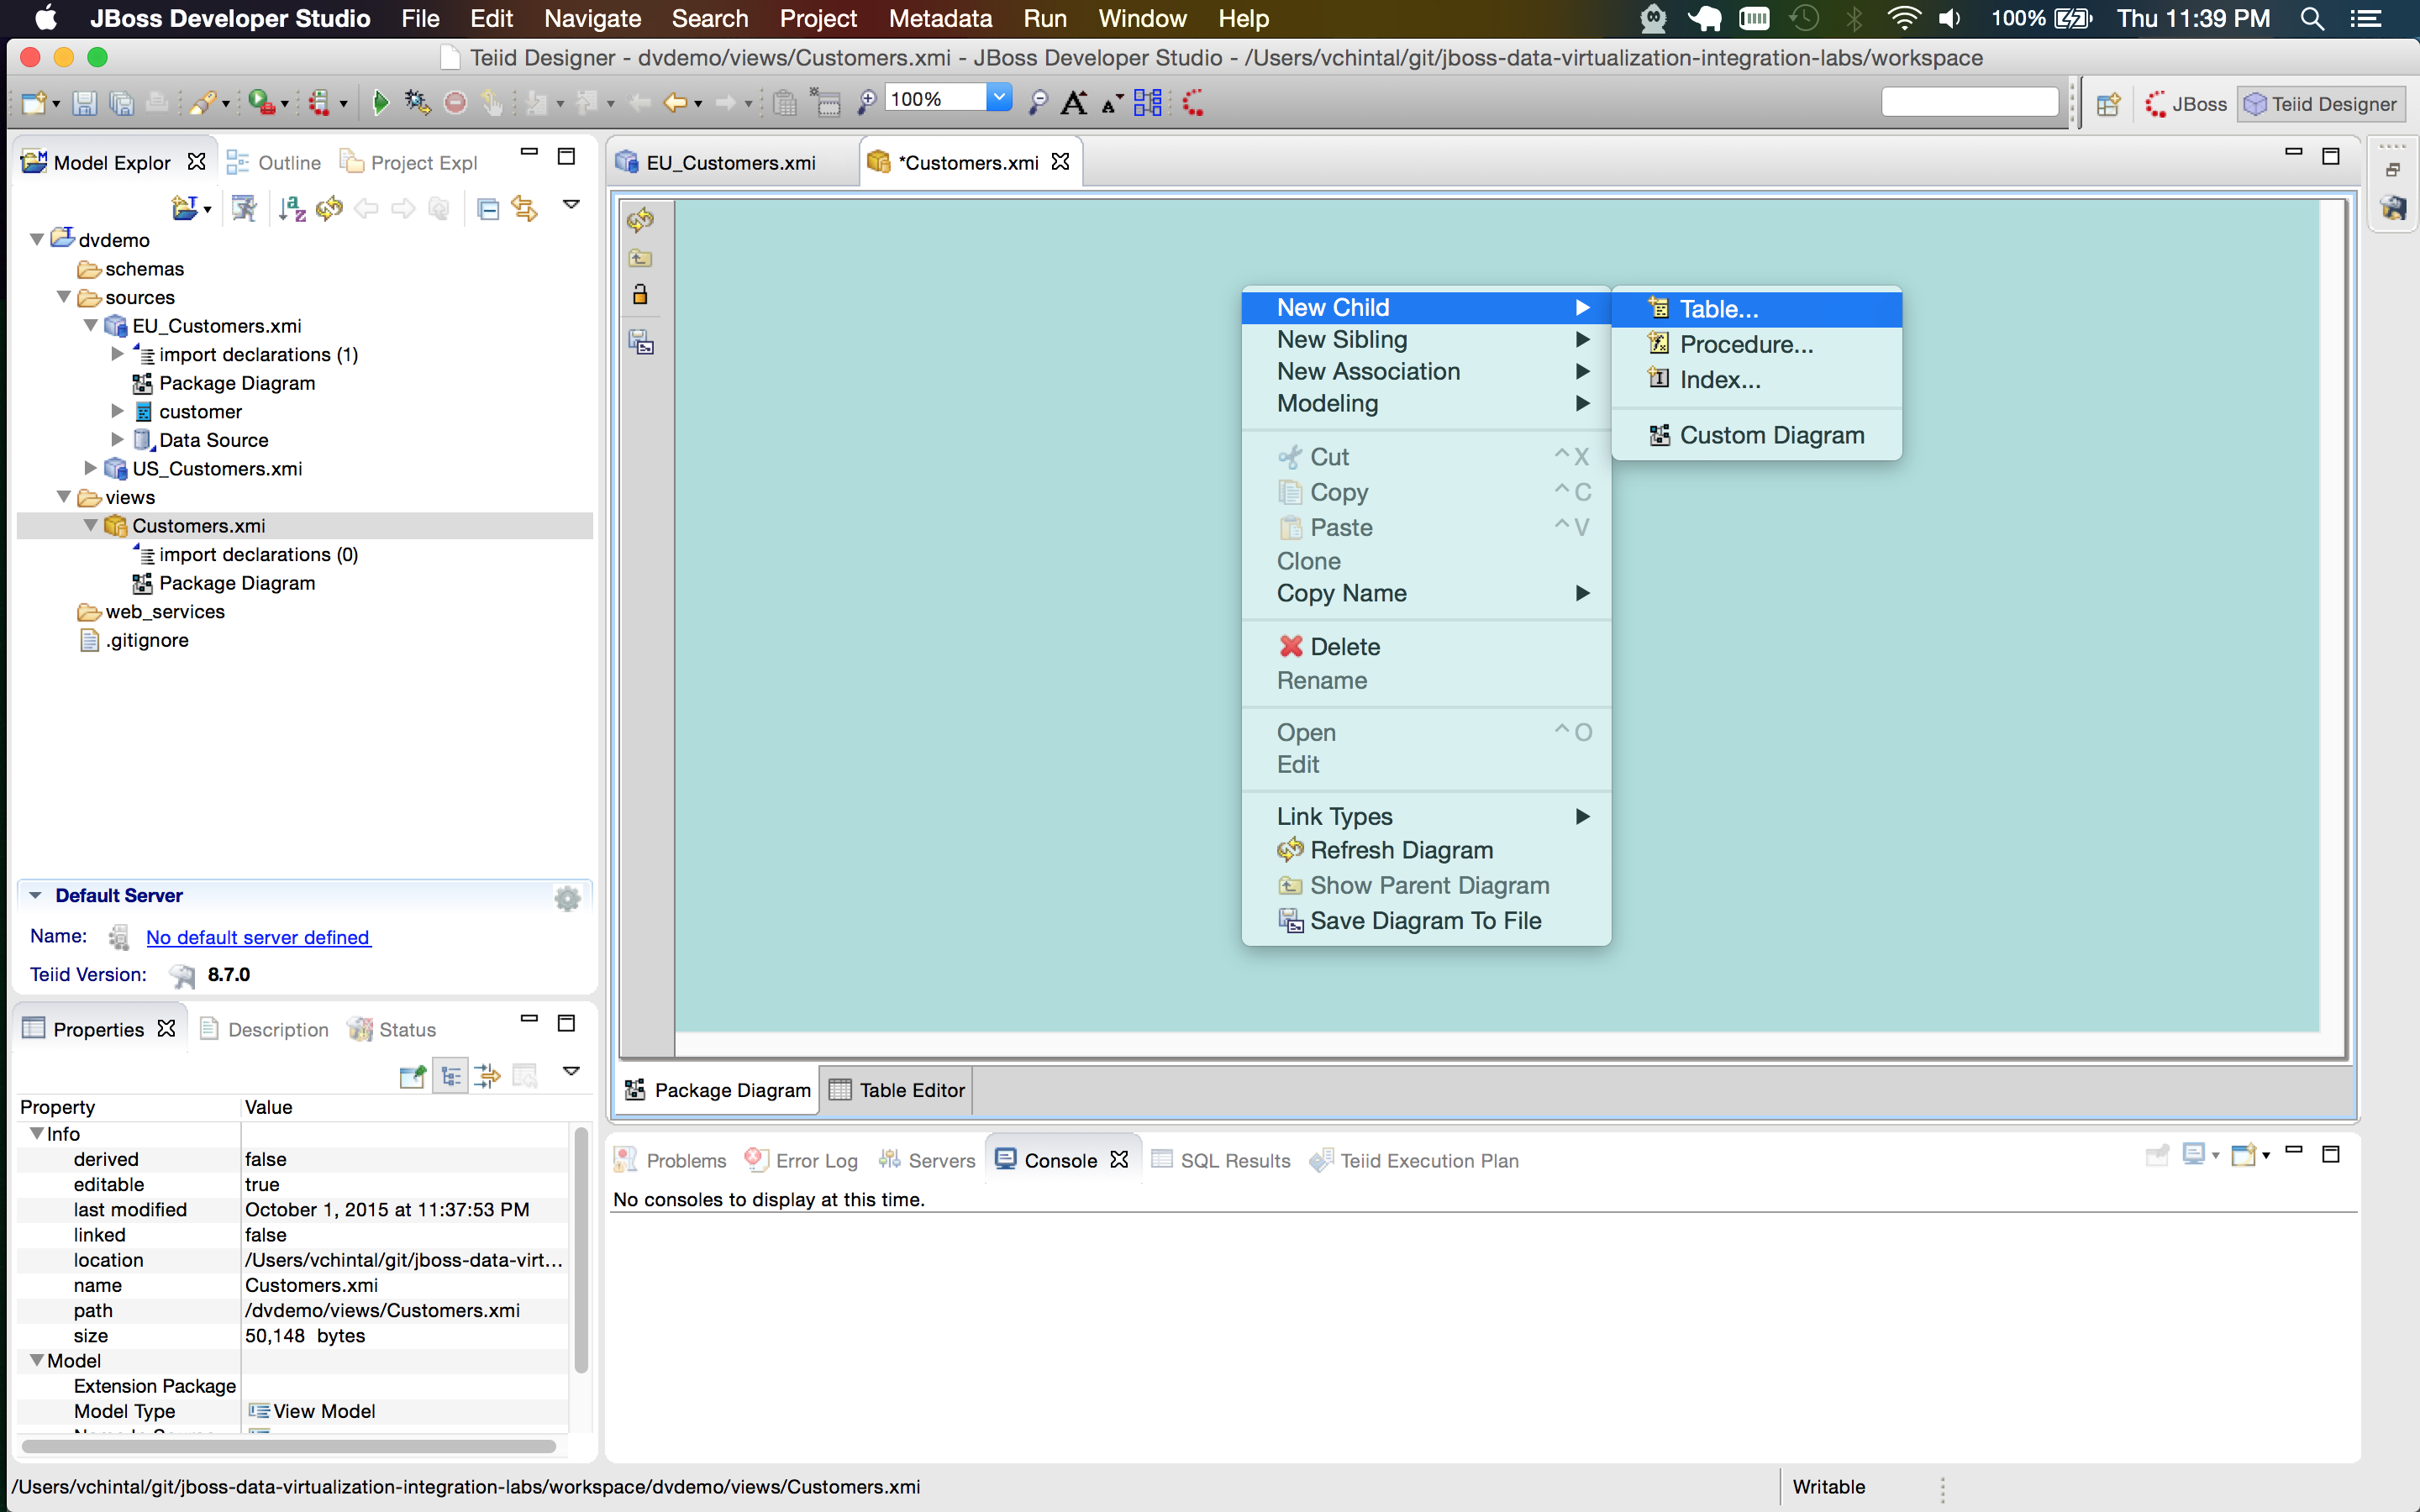 JBoss Developer Studio File Edit Navigate Search Project Metadata Run Window Help 100% Thu 11:39 PM
Teiid Designer - dvdemo/views/Customers.xmi - JBoss Developer Studio - /Users/vchintal/git/jboss-data-virtualization-integration-labs/workspace
100% JBoss Teiid Designer
Model Explor Outline Project Expl
dvdemo
schemas
sources
EU_Customers.xmi
import declarations (1)
Package Diagram
customer
Data Source
US_Customers.xmi
views
Customers.xmi
import declarations (0)
Package Diagram
web_services
.gitignore
Default Server
Name: No default server defined
Teiid Version: 8.7.0
Properties Description Status
Property Value
Info
derived false
editable true
last modified October 1, 2015 at 11:37:53 PM
linked false
location /Users/vchintal/git/jboss-data-virt...
name Customers.xmi
path /dvdemo/views/Customers.xmi
size 50,148 bytes
Model
Extension Package
Model Type View Model
EU_Customers.xmi *Customers.xmi
New Child
New Sibling
New Association
Modeling
Cut ^X
Copy ^C
Paste ^V
Clone
Copy Name
Delete
Rename
Open ^O
Edit
Link Types
Refresh Diagram
Show Parent Diagram
Save Diagram To File
Table...
Procedure...
Index...
Custom Diagram
Package Diagram Table Editor
Problems Error Log Servers Console SQL Results Teiid Execution Plan
No consoles to display at this time.
/Users/vchintal/git/jboss-data-virtualization-integration-labs/workspace/dvdemo/views/Customers.xmi Writable